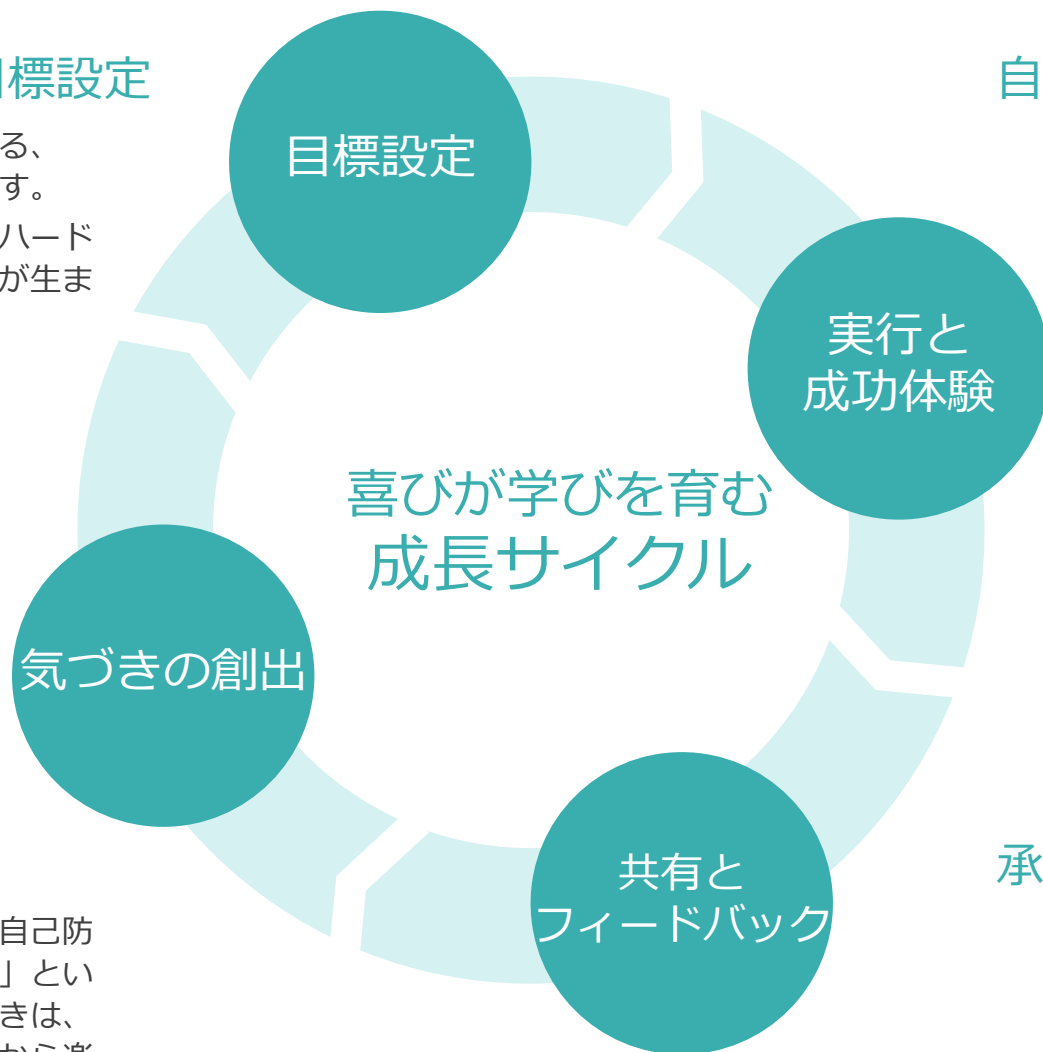 標設定
る、
す。
ハード
が生ま
目標設定
自
実行と
成功体験
喜びが学びを育む
成長サイクル
気づきの創出
共有と
フィードバック
承
自己防
」とい
きは、
から楽